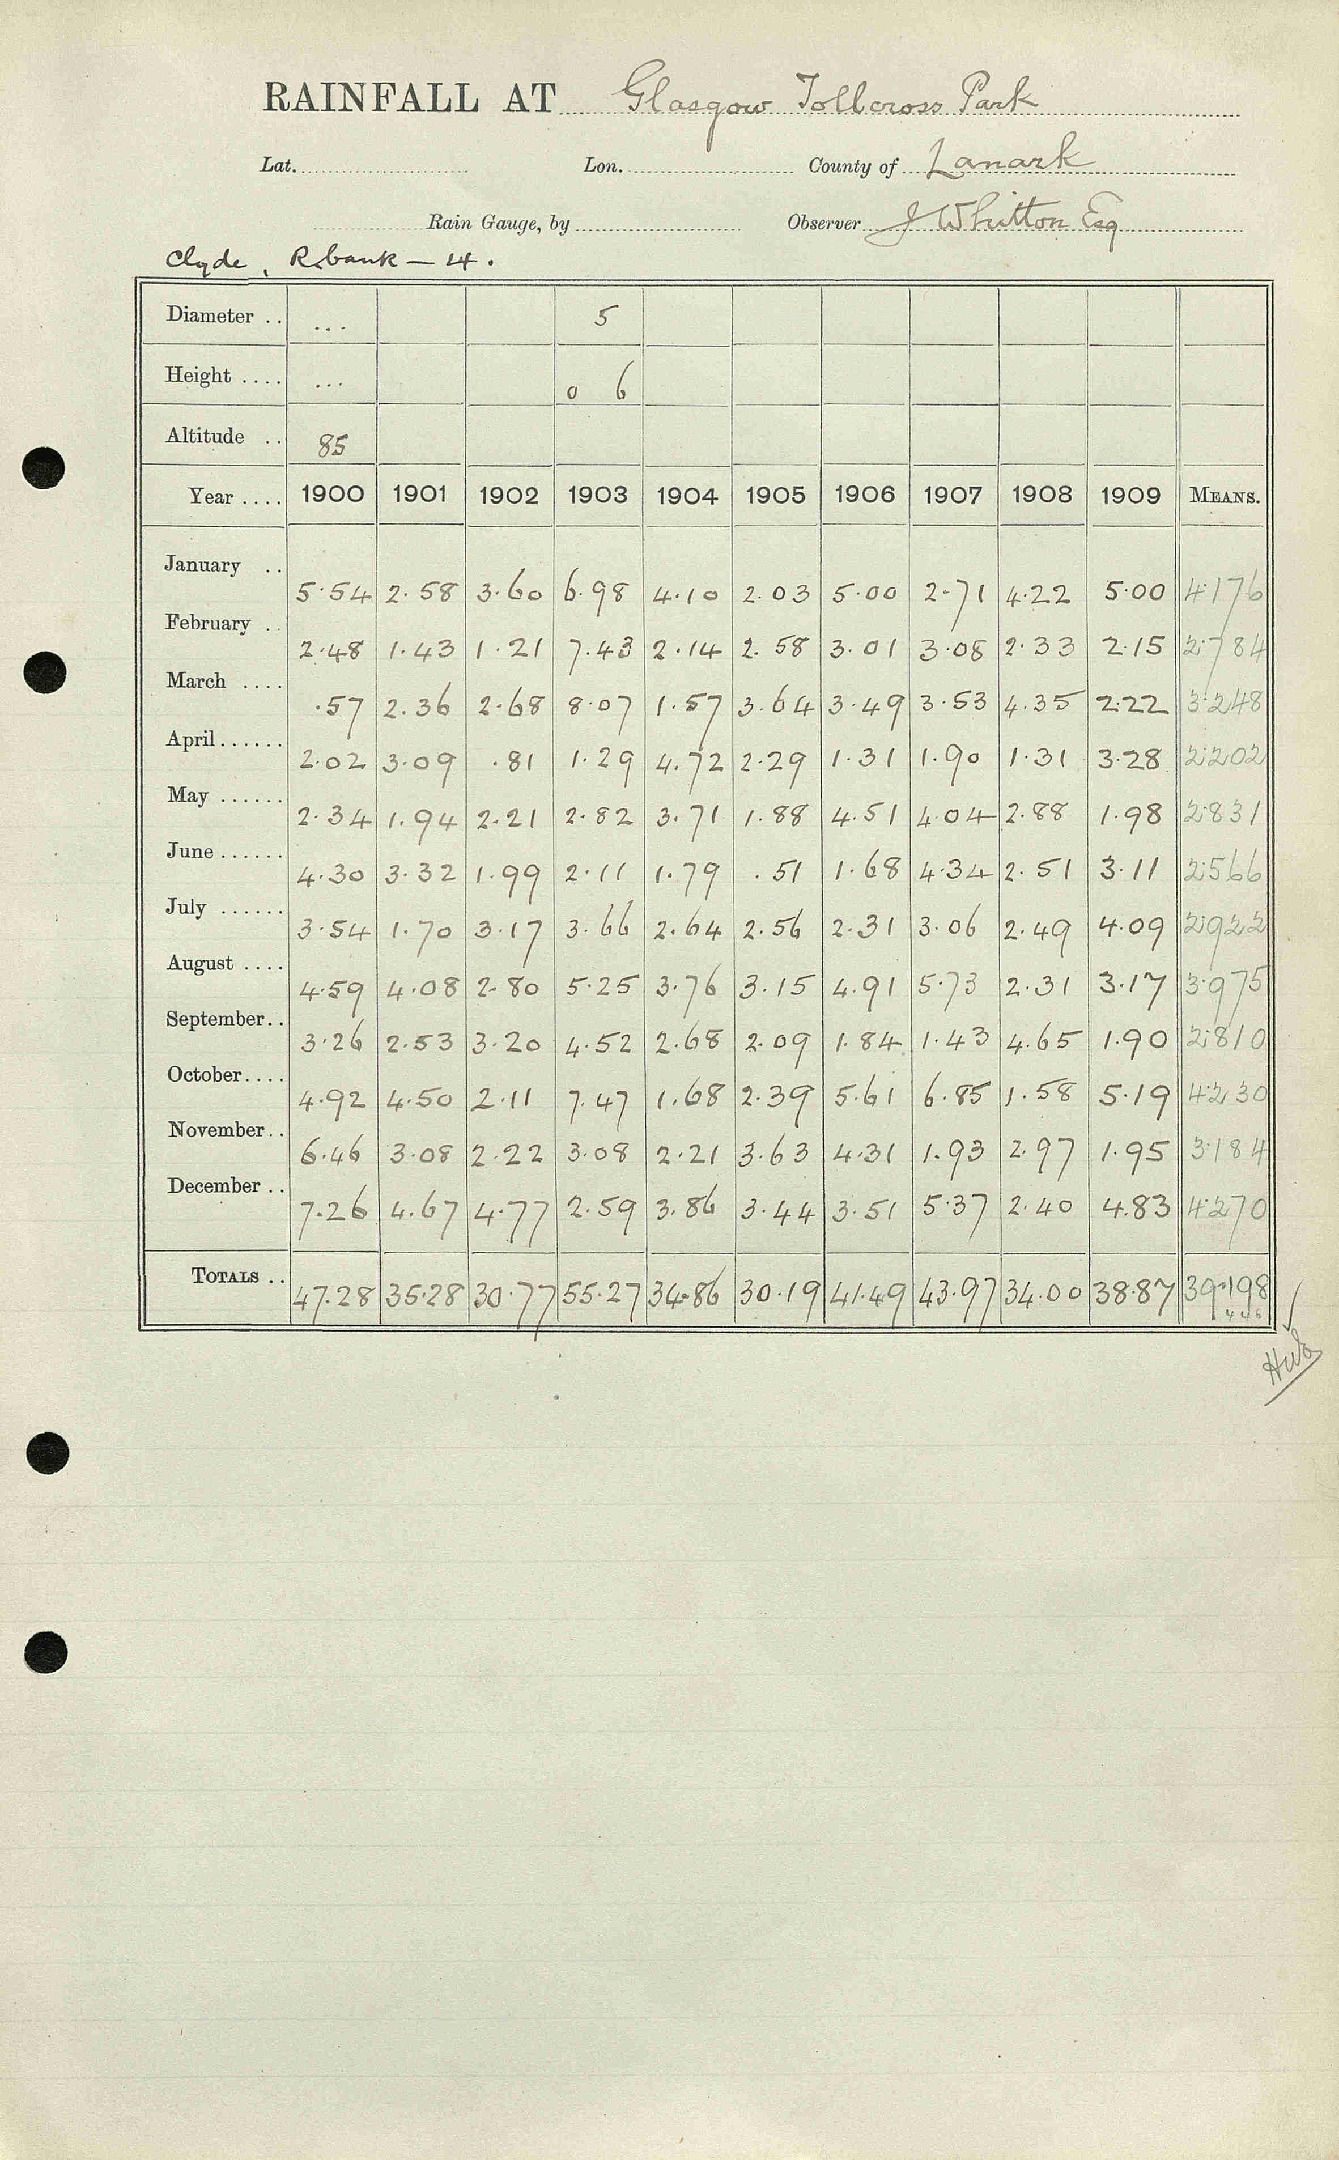 RAINFALL AT Glasgow Tollcross Park
Lat. Lon. County of Lanark
Rain Gauge, by Observer J Whitton Esq
Clyde, R.bank — 4.
Diameter .. ... 5
Height .... ... 0 6
Altitude .. 85
Year .... 1900 1901 1902 1903 1904 1905 1906 1907 1908 1909 MEANS.
January .. 5.54 2.58 3.60 6.98 4.10 2.03 5.00 2.71 4.22 5.00 4.176
February .. 2.48 1.43 1.21 7.43 2.14 2.58 3.01 3.08 2.33 2.15 2.784
March .... .57 2.36 2.68 8.07 1.57 3.64 3.49 3.53 4.35 2.22 3.248
April...... 2.02 3.09 .81 1.29 4.72 2.29 1.31 1.90 1.31 3.28 2.202
May ...... 2.34 1.94 2.21 2.82 3.71 1.88 4.51 4.04 2.88 1.98 2.831
June ...... 4.30 3.32 1.99 2.11 1.79 .51 1.68 4.34 2.51 3.11 2.566
July ...... 3.54 1.70 3.17 3.66 2.64 2.56 2.31 3.06 2.49 4.09 2.922
August .... 4.59 4.08 2.80 5.25 3.76 3.15 4.91 5.73 2.31 3.17 3.975
September.. 3.26 2.53 3.20 4.52 2.68 2.09 1.84 1.43 4.65 1.90 2.810
October.... 4.92 4.50 2.11 7.47 1.68 2.39 5.61 6.85 1.58 5.19 4.230
November.. 6.46 3.08 2.22 3.08 2.21 3.63 4.31 1.93 2.97 1.95 3.184
December .. 7.26 4.67 4.77 2.59 3.86 3.44 3.51 5.37 2.40 4.83 4.270
TOTALS .. 47.28 35.28 30.77 55.27 34.86 30.19 41.49 43.97 34.00 38.87 39.198